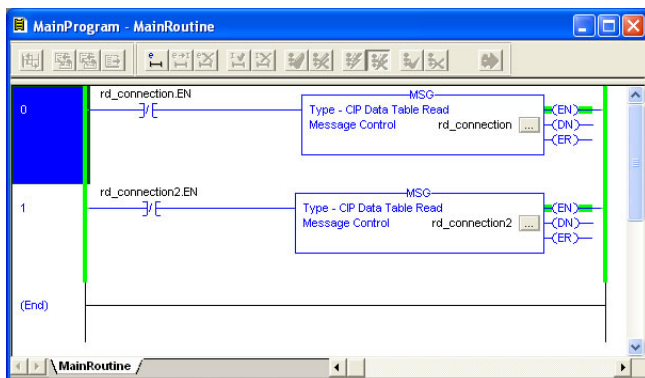 MainProgram - MainRoutine
0
rd_connection.EN
MSG
Type - CIP Data Table Read
Message Control rd_connection ...
EN
DN
ER
1
rd_connection2.EN
MSG
Type - CIP Data Table Read
Message Control rd_connection2 ...
EN
DN
ER
(End)
MainRoutine